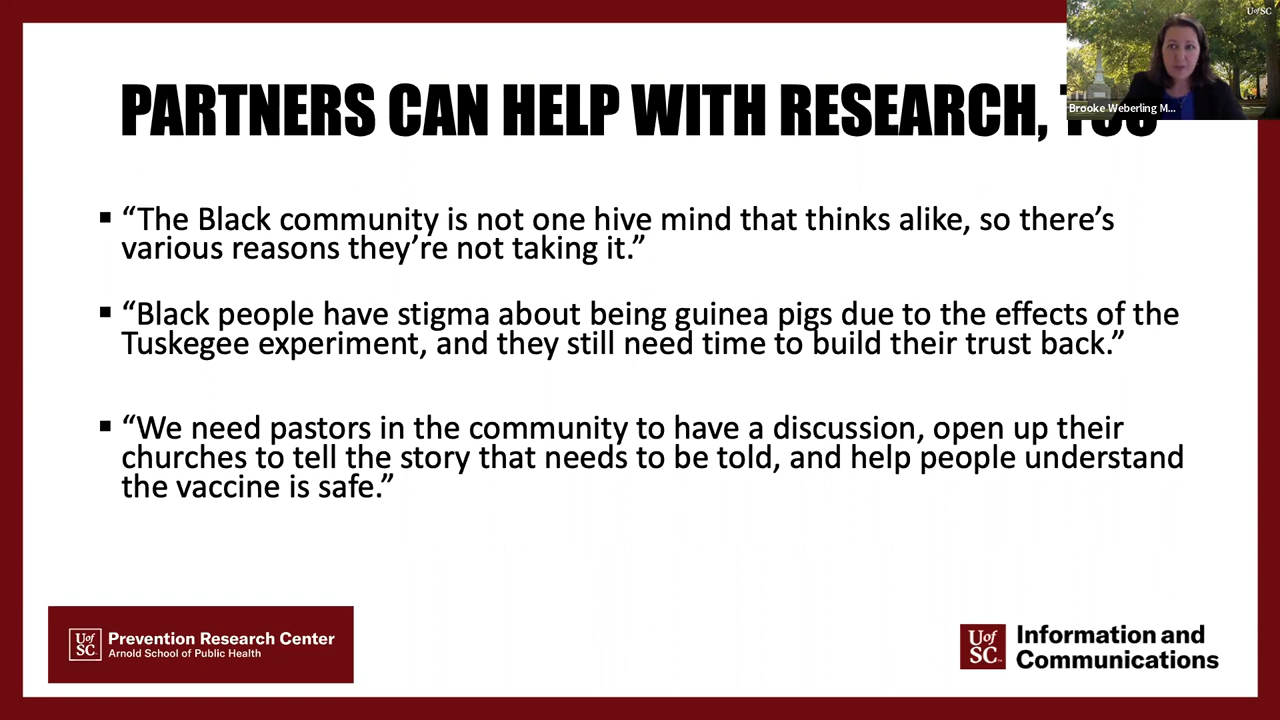 UofSC
Brooke Weberling M...
PARTNERS CAN HELP WITH RESEARCH, TOO
▪ “The Black community is not one hive mind that thinks alike, so there’s
various reasons they’re not taking it.”
▪ “Black people have stigma about being guinea pigs due to the effects of the
Tuskegee experiment, and they still need time to build their trust back.”
▪ “We need pastors in the community to have a discussion, open up their
churches to tell the story that needs to be told, and help people understand
the vaccine is safe.”
UofSC
Prevention Research Center
Arnold School of Public Health
UofSC
Information and
Communications